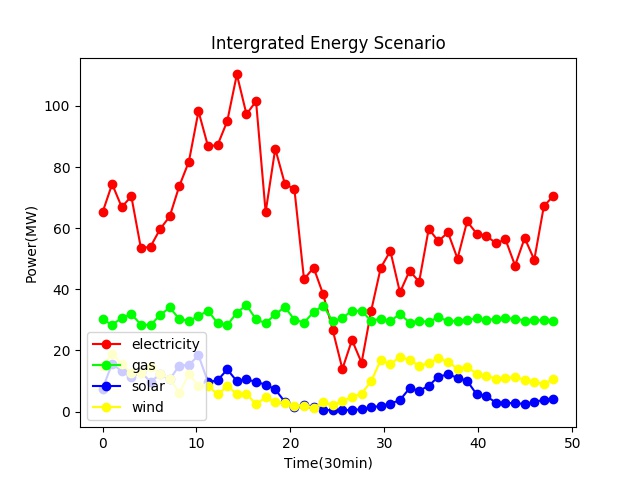 Intergrated Energy Scenario
Power(MW)
100
80
60
40
20
0
electricity
gas
solar
wind
0 10 20 30 40 50
Time(30min)